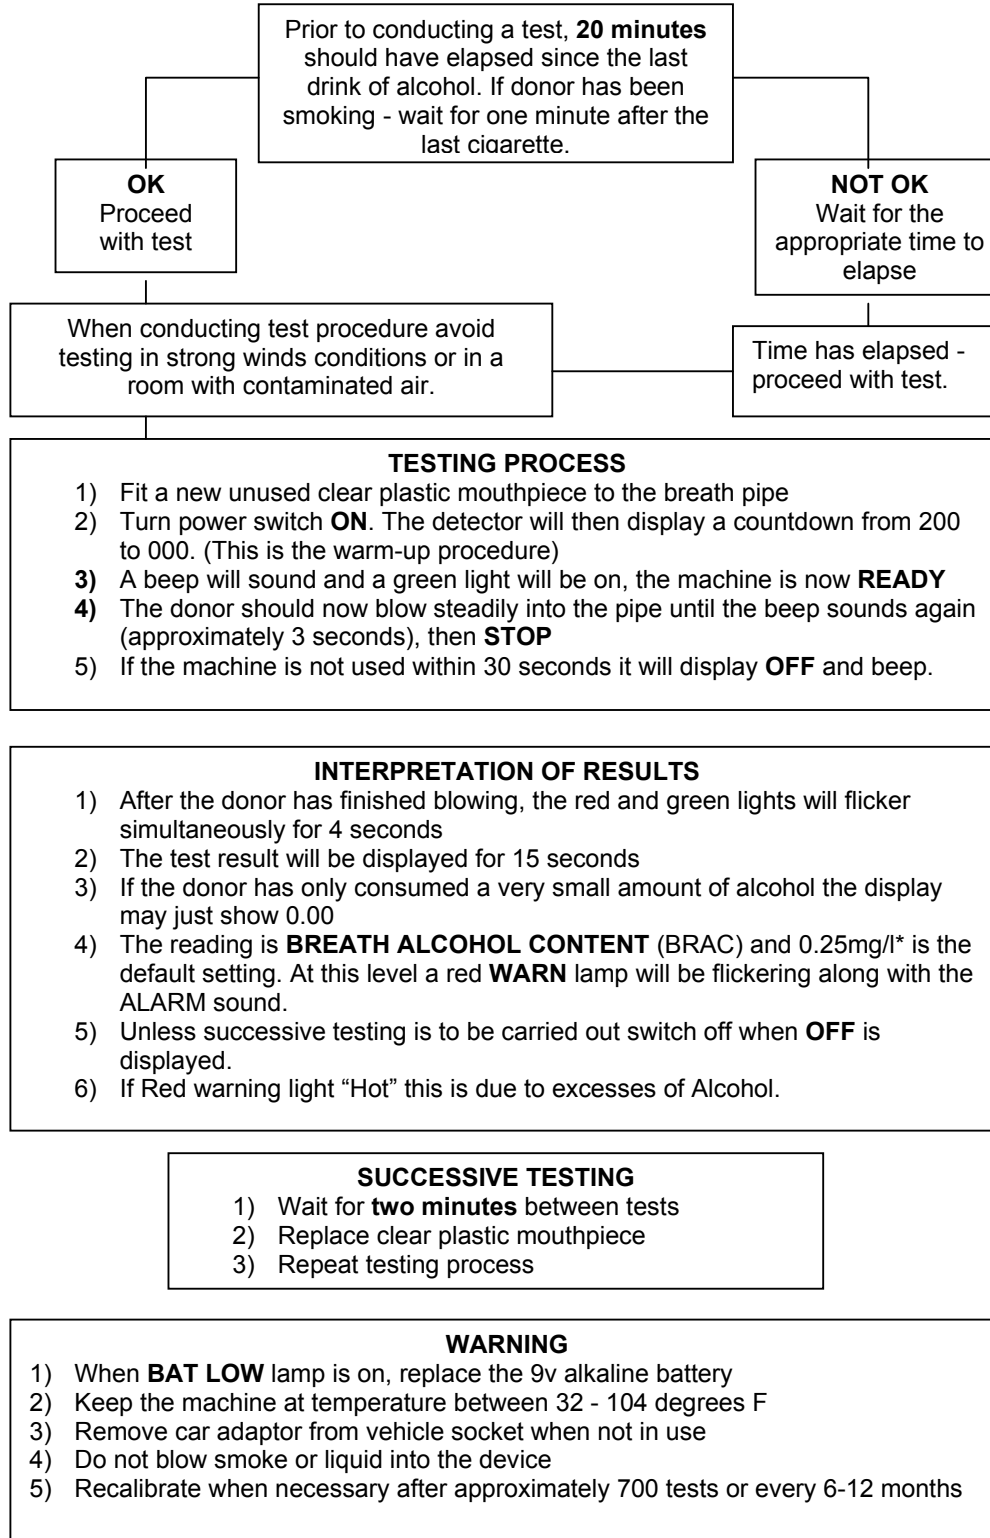 Prior to conducting a test, 20 minutes
should have elapsed since the last
drink of alcohol. If donor has been
smoking - wait for one minute after the
last cigarette.
OK
Proceed
with test
NOT OK
Wait for the
appropriate time to
elapse
When conducting test procedure avoid
testing in strong winds conditions or in a
room with contaminated air.
Time has elapsed -
proceed with test.
TESTING PROCESS
1) Fit a new unused clear plastic mouthpiece to the breath pipe
2) Turn power switch ON. The detector will then display a countdown from 200
to 000. (This is the warm-up procedure)
3) A beep will sound and a green light will be on, the machine is now READY
4) The donor should now blow steadily into the pipe until the beep sounds again
(approximately 3 seconds), then STOP
5) If the machine is not used within 30 seconds it will display OFF and beep.
INTERPRETATION OF RESULTS
1) After the donor has finished blowing, the red and green lights will flicker
simultaneously for 4 seconds
2) The test result will be displayed for 15 seconds
3) If the donor has only consumed a very small amount of alcohol the display
may just show 0.00
4) The reading is BREATH ALCOHOL CONTENT (BRAC) and 0.25mg/l* is the
default setting. At this level a red WARN lamp will be flickering along with the
ALARM sound.
5) Unless successive testing is to be carried out switch off when OFF is
displayed.
6) If Red warning light “Hot” this is due to excesses of Alcohol.
SUCCESSIVE TESTING
1) Wait for two minutes between tests
2) Replace clear plastic mouthpiece
3) Repeat testing process
WARNING
1) When BAT LOW lamp is on, replace the 9v alkaline battery
2) Keep the machine at temperature between 32 - 104 degrees F
3) Remove car adaptor from vehicle socket when not in use
4) Do not blow smoke or liquid into the device
5) Recalibrate when necessary after approximately 700 tests or every 6-12 months